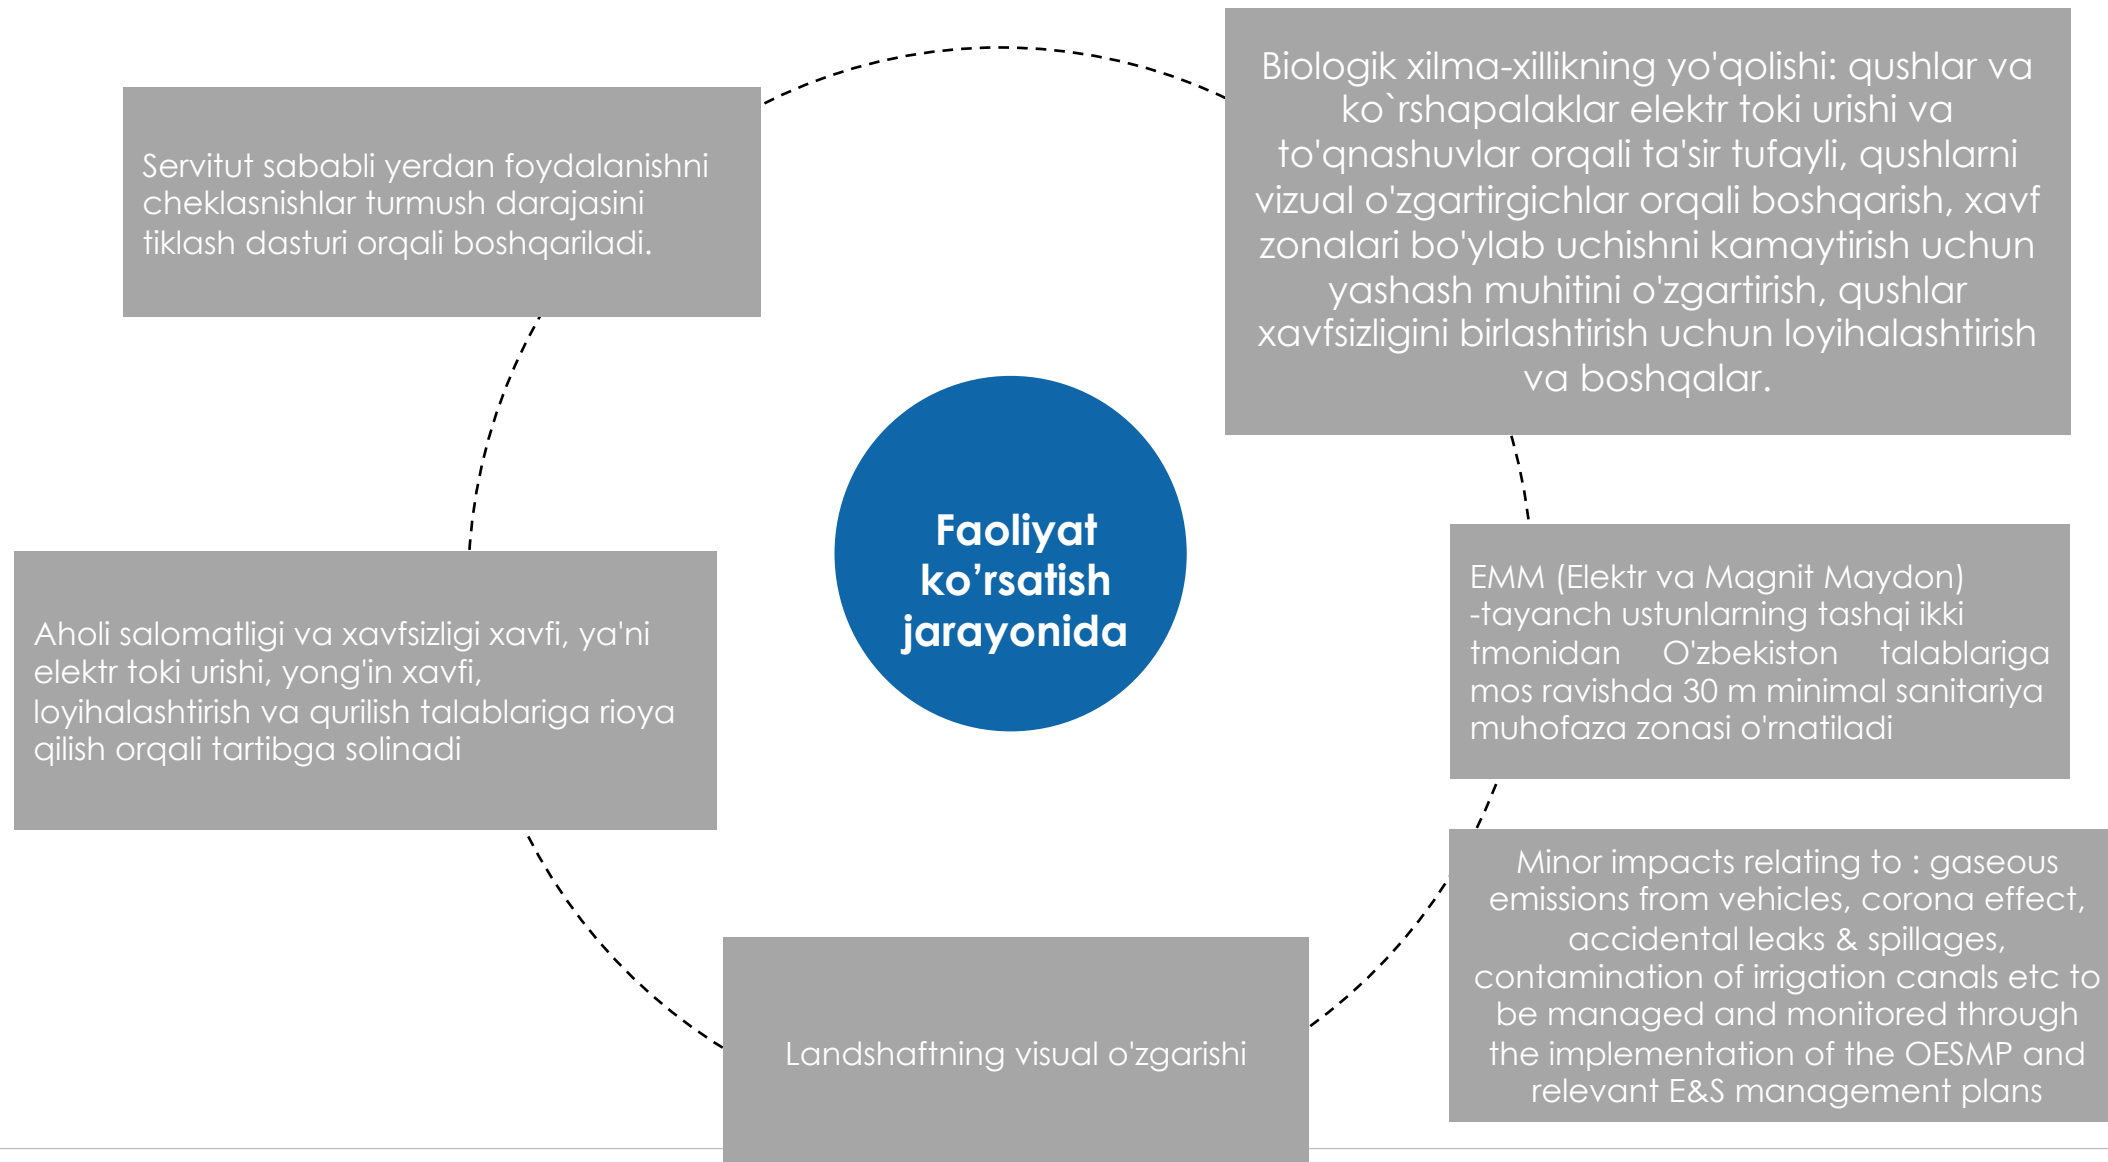 Servitut sababli yerdan foydalanishni
cheklasnishlar turmush darajasini
tiklash dasturi orqali boshqariladi.
Biologik xilma-xillikning yo'qolishi: qushlar va
ko`rshapalaklar elektr toki urishi va
to'qnashuvlar orqali ta'sir tufayli, qushlarni
vizual o'zgartirgichlar orqali boshqarish, xavf
zonalari bo'ylab uchishni kamaytirish uchun
yashash muhitini o'zgartirish, qushlar
xavfsizligini birlashtirish uchun loyihalashtirish
va boshqalar.
Faoliyat
ko’rsatish
jarayonida
Aholi salomatligi va xavfsizligi xavfi, ya'ni
elektr toki urishi, yong'in xavfi,
loyihalashtirish va qurilish talablariga rioya
qilish orqali tartibga solinadi
EMM (Elektr va Magnit Maydon)
-tayanch ustunlarning tashqi ikki
tmonidan O'zbekiston talablariga
mos ravishda 30 m minimal sanitariya
muhofaza zonasi o'rnatiladi
Minor impacts relating to : gaseous
emissions from vehicles, corona effect,
accidental leaks & spillages,
contamination of irrigation canals etc to
be managed and monitored through
the implementation of the OESMP and
relevant E&S management plans
Landshaftning visual o'zgarishi